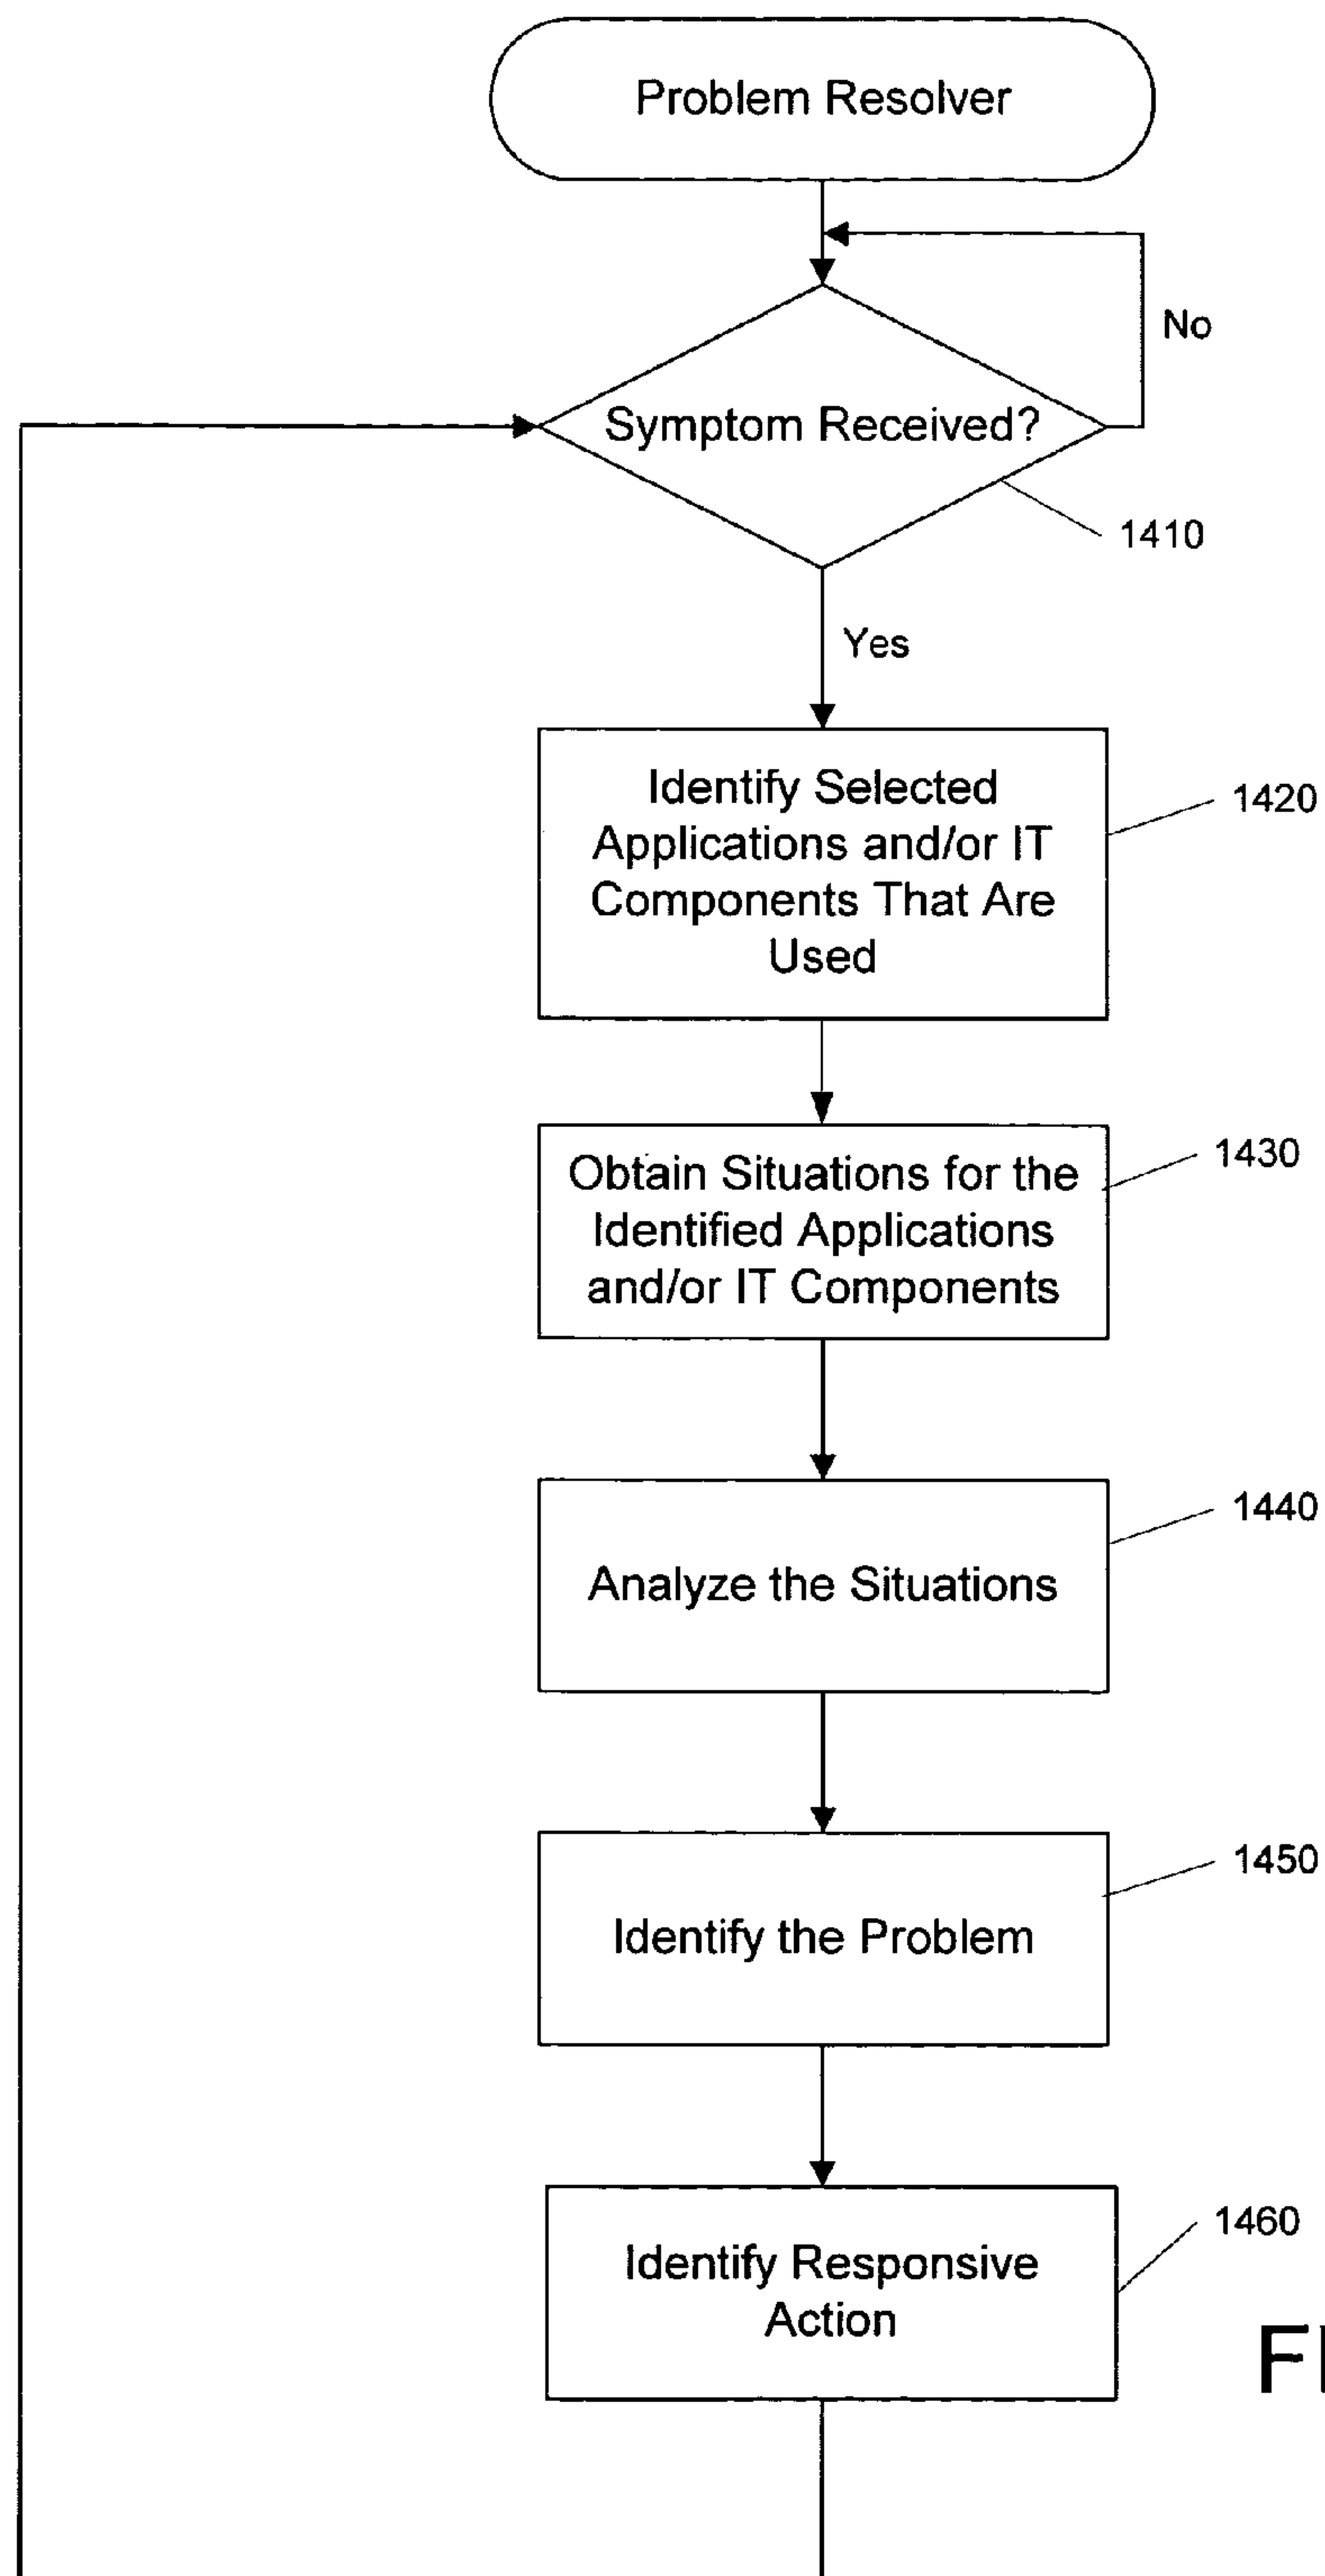 Problem Resolver
No
Symptom Received?
1410
Yes
Identify Selected
Applications and/or IT
Components That Are
Used
1420
Obtain Situations for the
Identified Applications
and/or IT Components
1430
Analyze the Situations
1440
Identify the Problem
1450
Identify Responsive
Action
1460